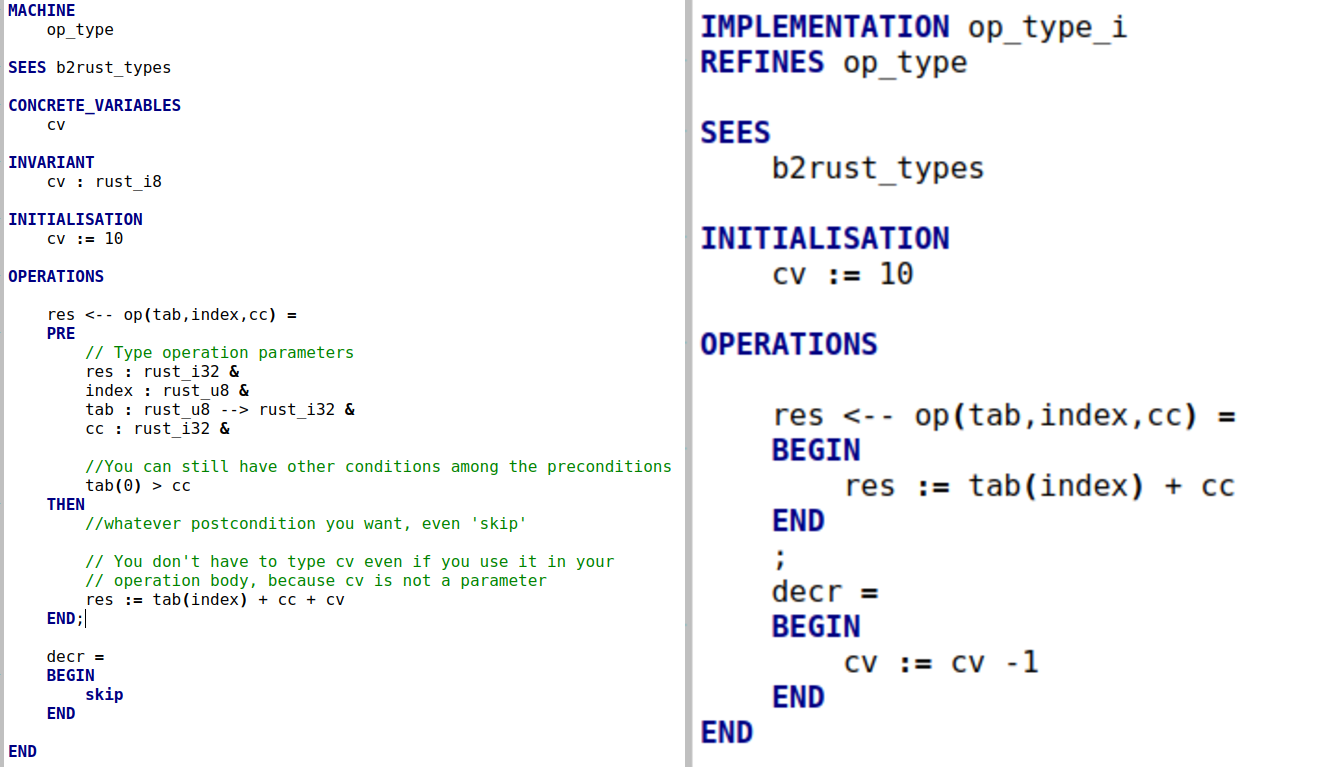 MACHINE
op_type
SEES b2rust_types
CONCRETE_VARIABLES
cv
INVARIANT
cv : rust_i8
INITIALISATION
cv := 10
OPERATIONS
res <-- op(tab,index,cc) =
PRE
// Type operation parameters
res : rust_i32 &
index : rust_u8 &
tab : rust_u8 --> rust_i32 &
cc : rust_i32 &
//You can still have other conditions among the preconditions
tab(0) > cc
THEN
//whatever postcondition you want, even 'skip'
// You don't have to type cv even if you use it in your
// operation body, because cv is not a parameter
res := tab(index) + cc + cv
END;
decr =
BEGIN
skip
END
END
IMPLEMENTATION op_type_i
REFINES op_type
SEES
b2rust_types
INITIALISATION
cv := 10
OPERATIONS
res <-- op(tab,index,cc) =
BEGIN
res := tab(index) + cc
END
;
decr =
BEGIN
cv := cv -1
END
END